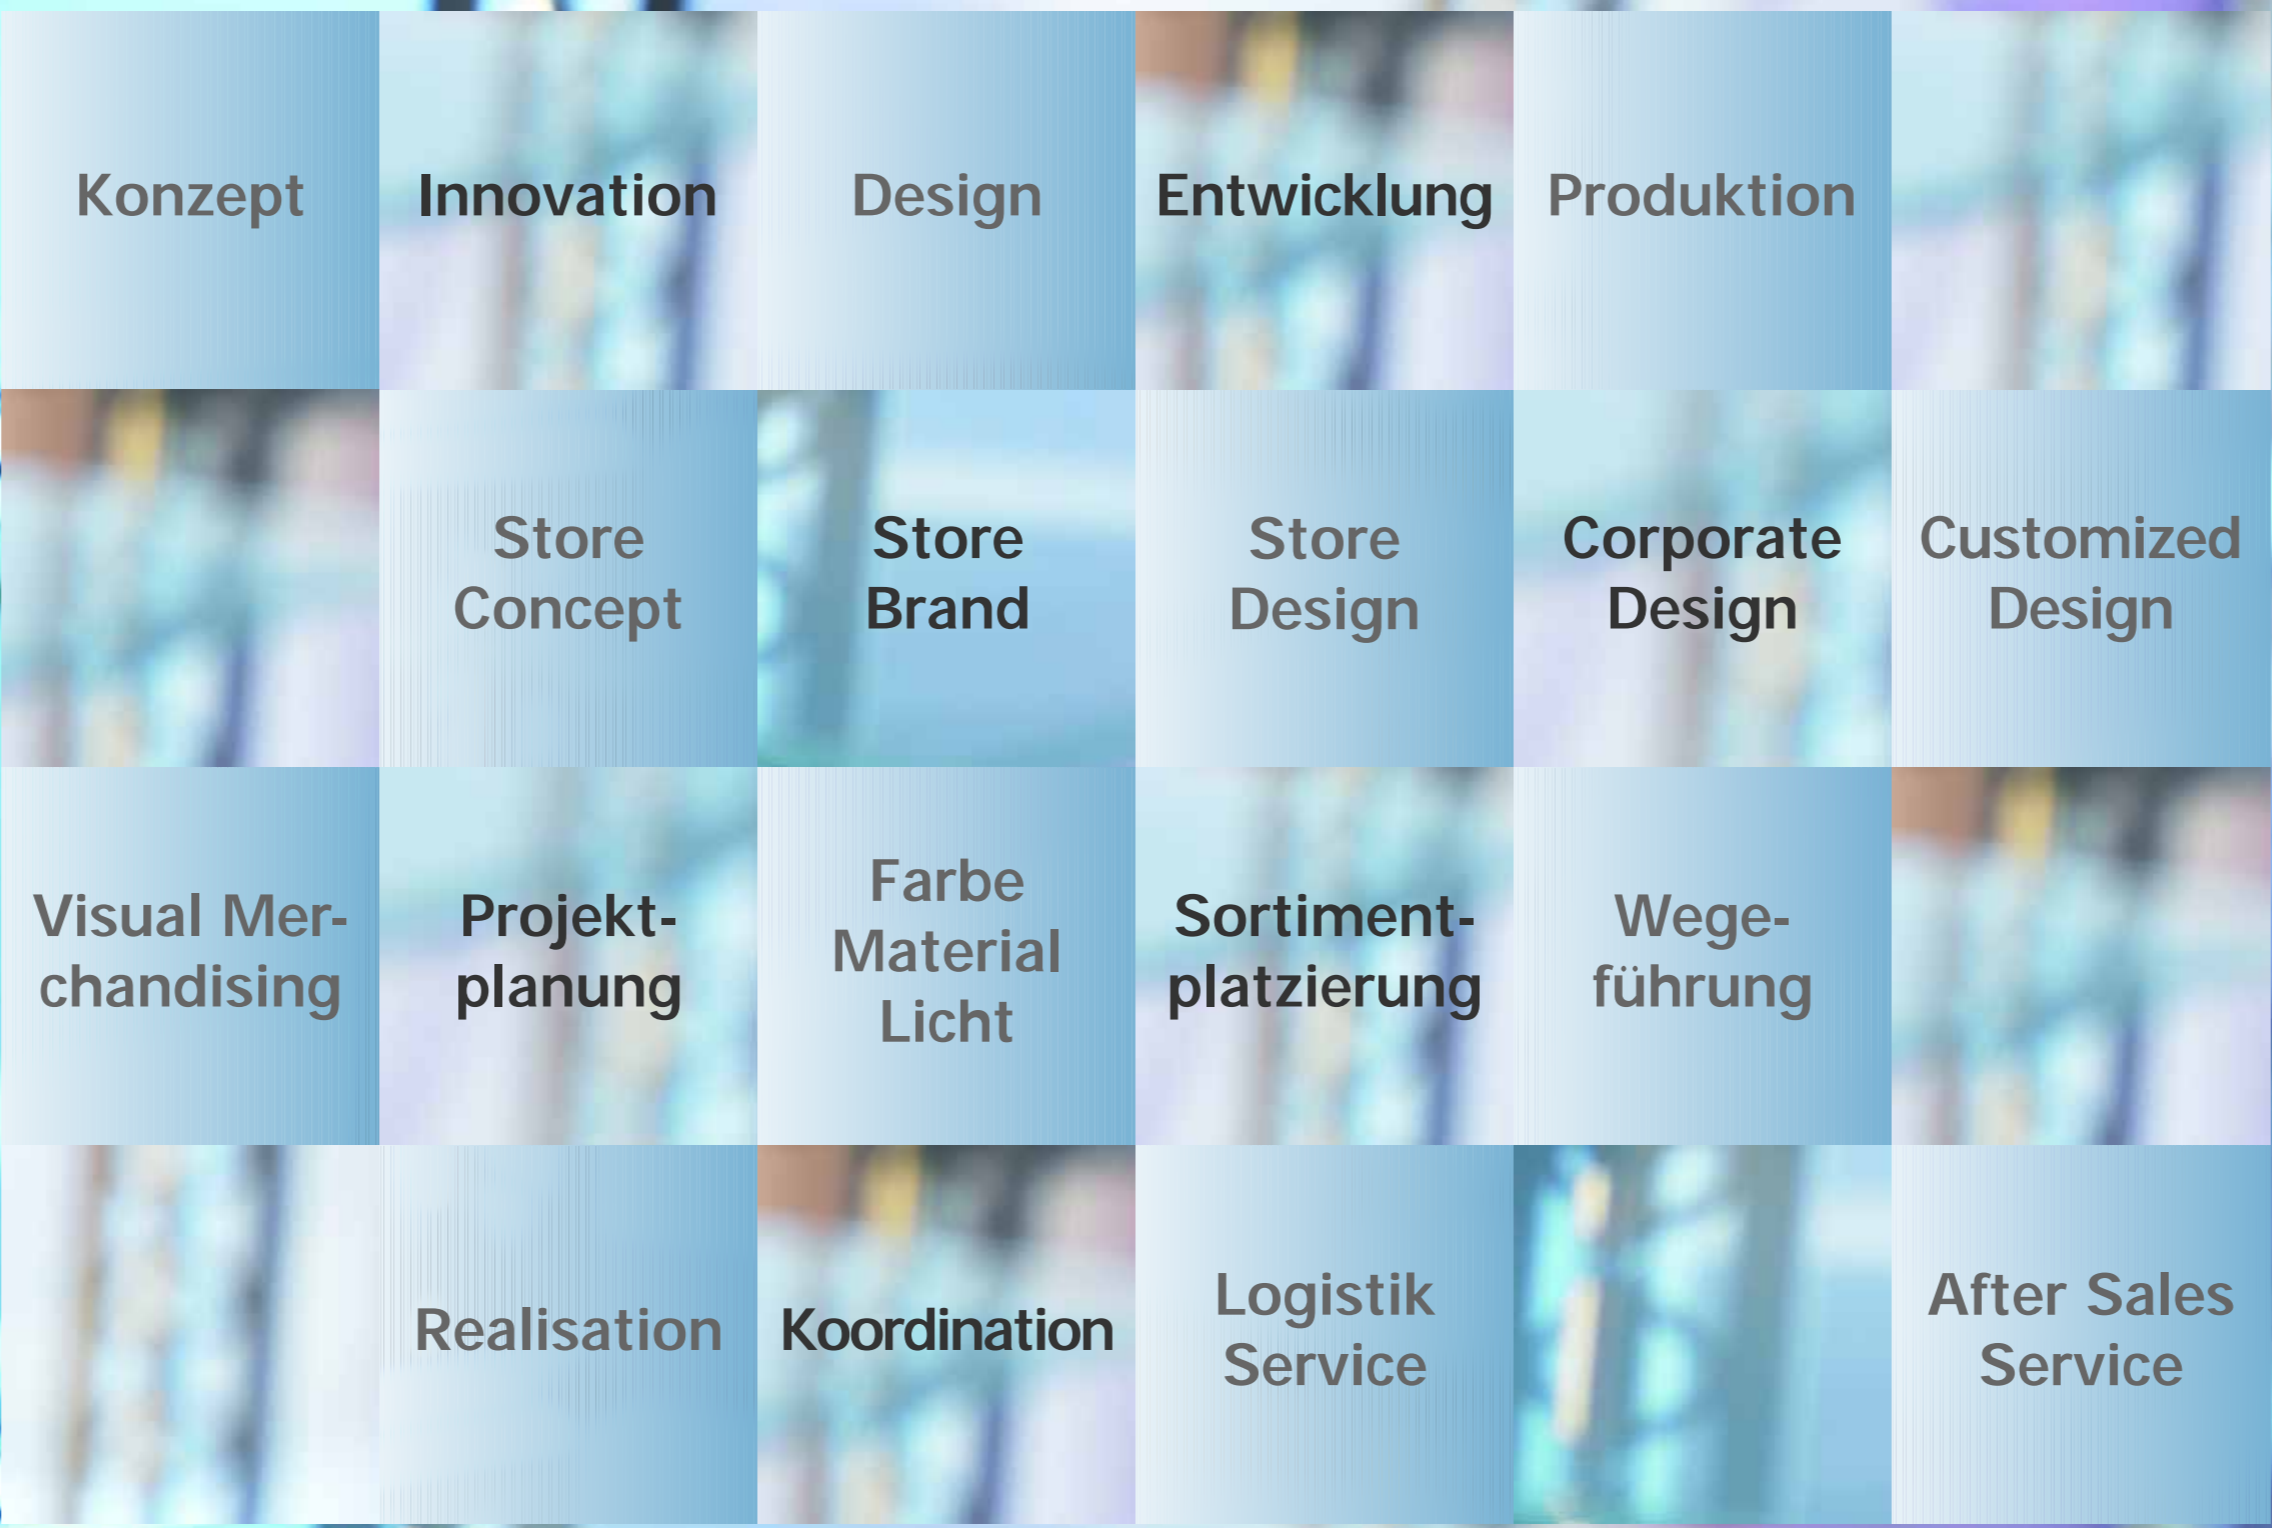 Konzept
Innovation
Design
Entwicklung
Produktion
Store
Concept
Store
Brand
Store
Design
Corporate
Design
Customized
Design
Visual Mer-
chandising
Projekt-
planung
Farbe
Material
Licht
Sortiment-
platzierung
Wege-
führung
Realisation
Koordination
Logistik
Service
After Sales
Service